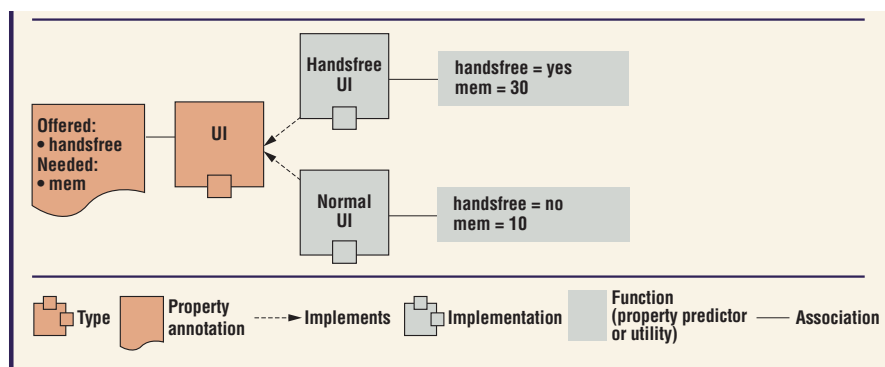 Handsfree
UI
handsfree = yes
mem = 30
Offered:
• handsfree
Needed:
• mem
UI
Normal
UI
handsfree = no
mem = 10
Type
Property
annotation
Implements
Implementation
Function
(property predictor
or utility)
Association